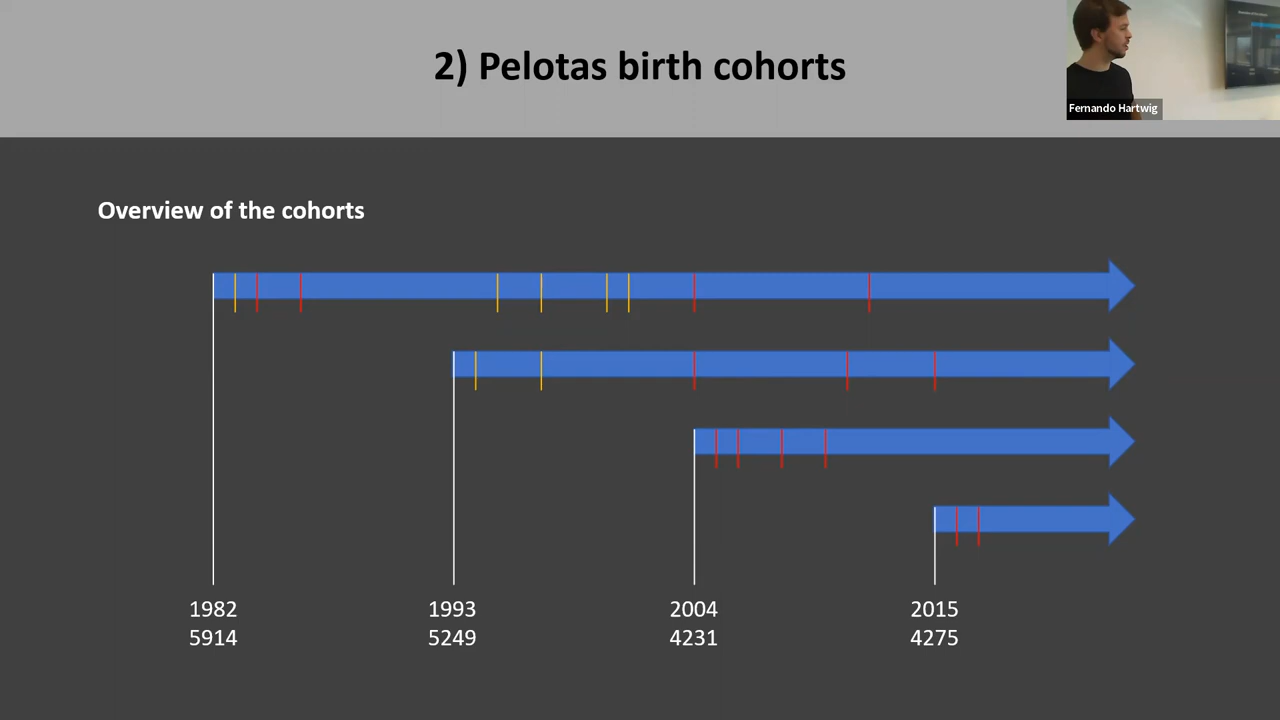 2) Pelotas birth cohorts
Fernando Hartwig
Overview of the cohorts
1982 1993 2004 2015
5914 5249 4231 4275